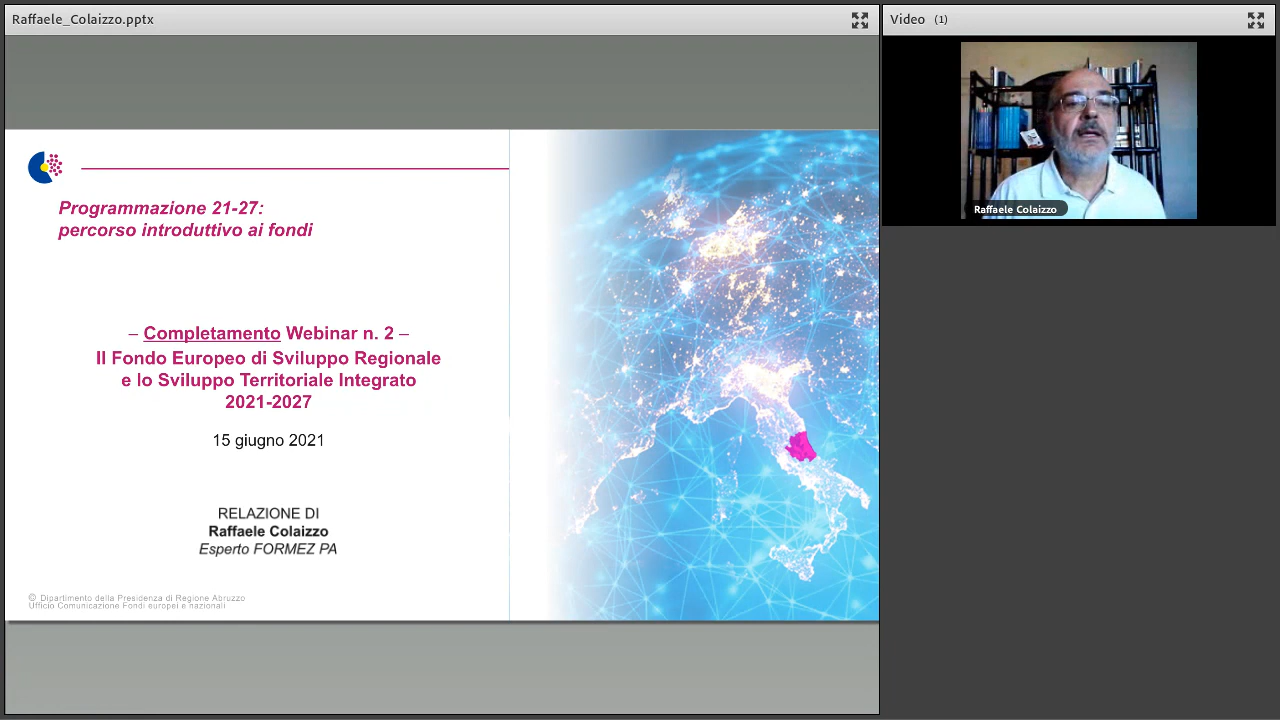 Raffaele_Colaizzo.pptx
Video (1)
Raffaele Colaizzo
Programmazione 21-27:
percorso introduttivo ai fondi
– Completamento Webinar n. 2 –
Il Fondo Europeo di Sviluppo Regionale
e lo Sviluppo Territoriale Integrato
2021-2027
15 giugno 2021
RELAZIONE DI
Raffaele Colaizzo
Esperto FORMEZ PA
© Dipartimento della Presidenza di Regione Abruzzo
Ufficio Comunicazione Fondi europei e nazionali